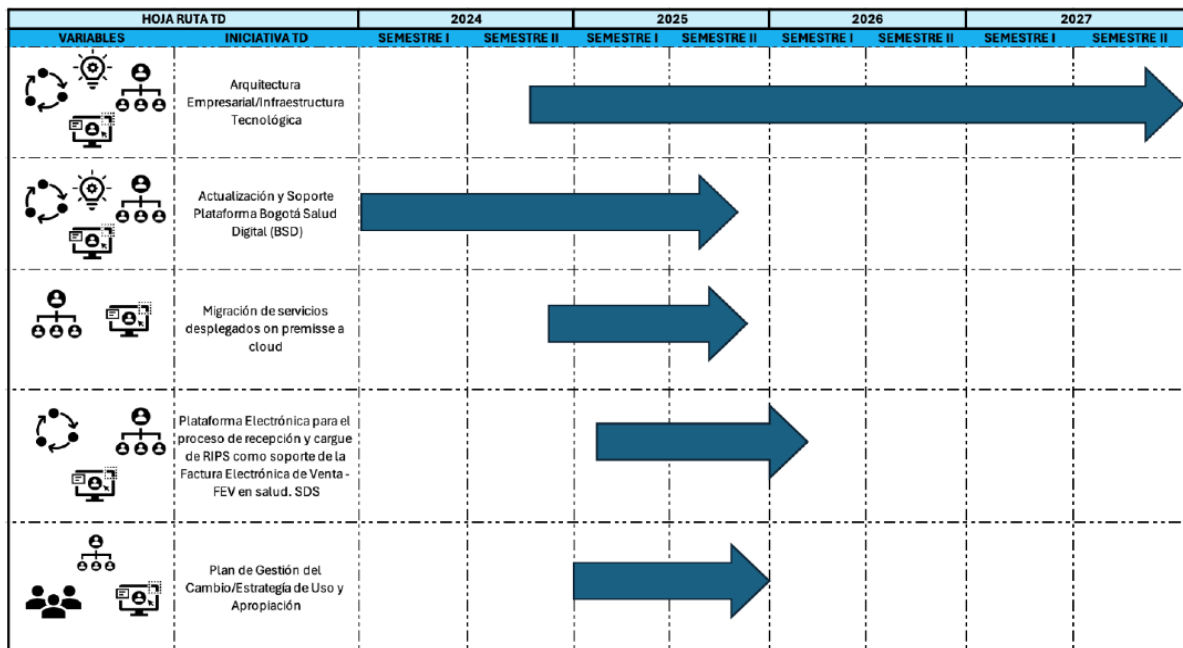 HOJA RUTA TD 2024 2025 2026 2027
VARIABLES INICIATIVA TD SEMESTRE I SEMESTRE II SEMESTRE I SEMESTRE II SEMESTRE I SEMESTRE II SEMESTRE I SEMESTRE II
Arquitectura
Empresarial/Infraestructura
Tecnológica
Actualización y Soporte
Plataforma Bogotá Salud
Digital (BSD)
Migración de servicios
desplegados on premisse a
cloud
Plataforma Electrónica para el
proceso de recepción y cargue
de RIPS como soporte de la
Factura Electrónica de Venta -
FEV en salud. SDS
Plan de Gestión del
Cambio/Estrategía de Uso y
Apropiación